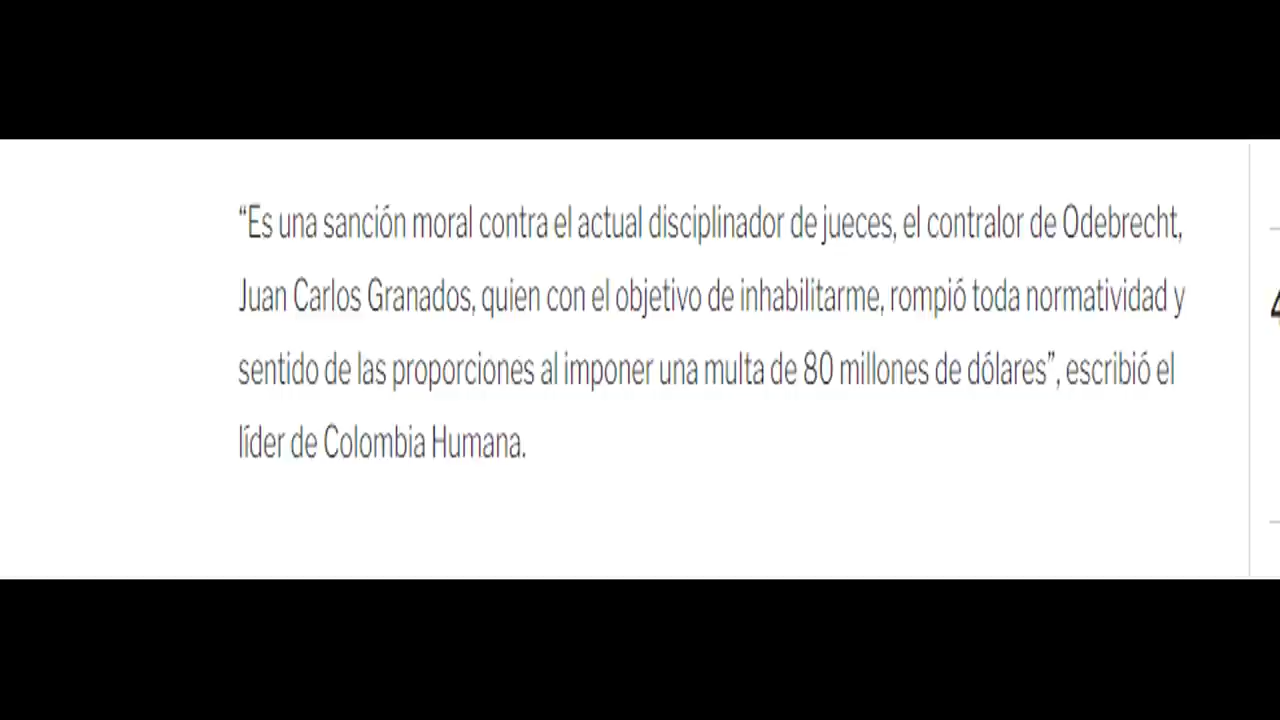 “Es una sanción moral contra el actual disciplinador de jueces, el contralor de Odebrecht,
Juan Carlos Granados, quien con el objetivo de inhabilitarme, rompió toda normatividad y
sentido de las proporciones al imponer una multa de 80 millones de dólares”, escribió el
líder de Colombia Humana.